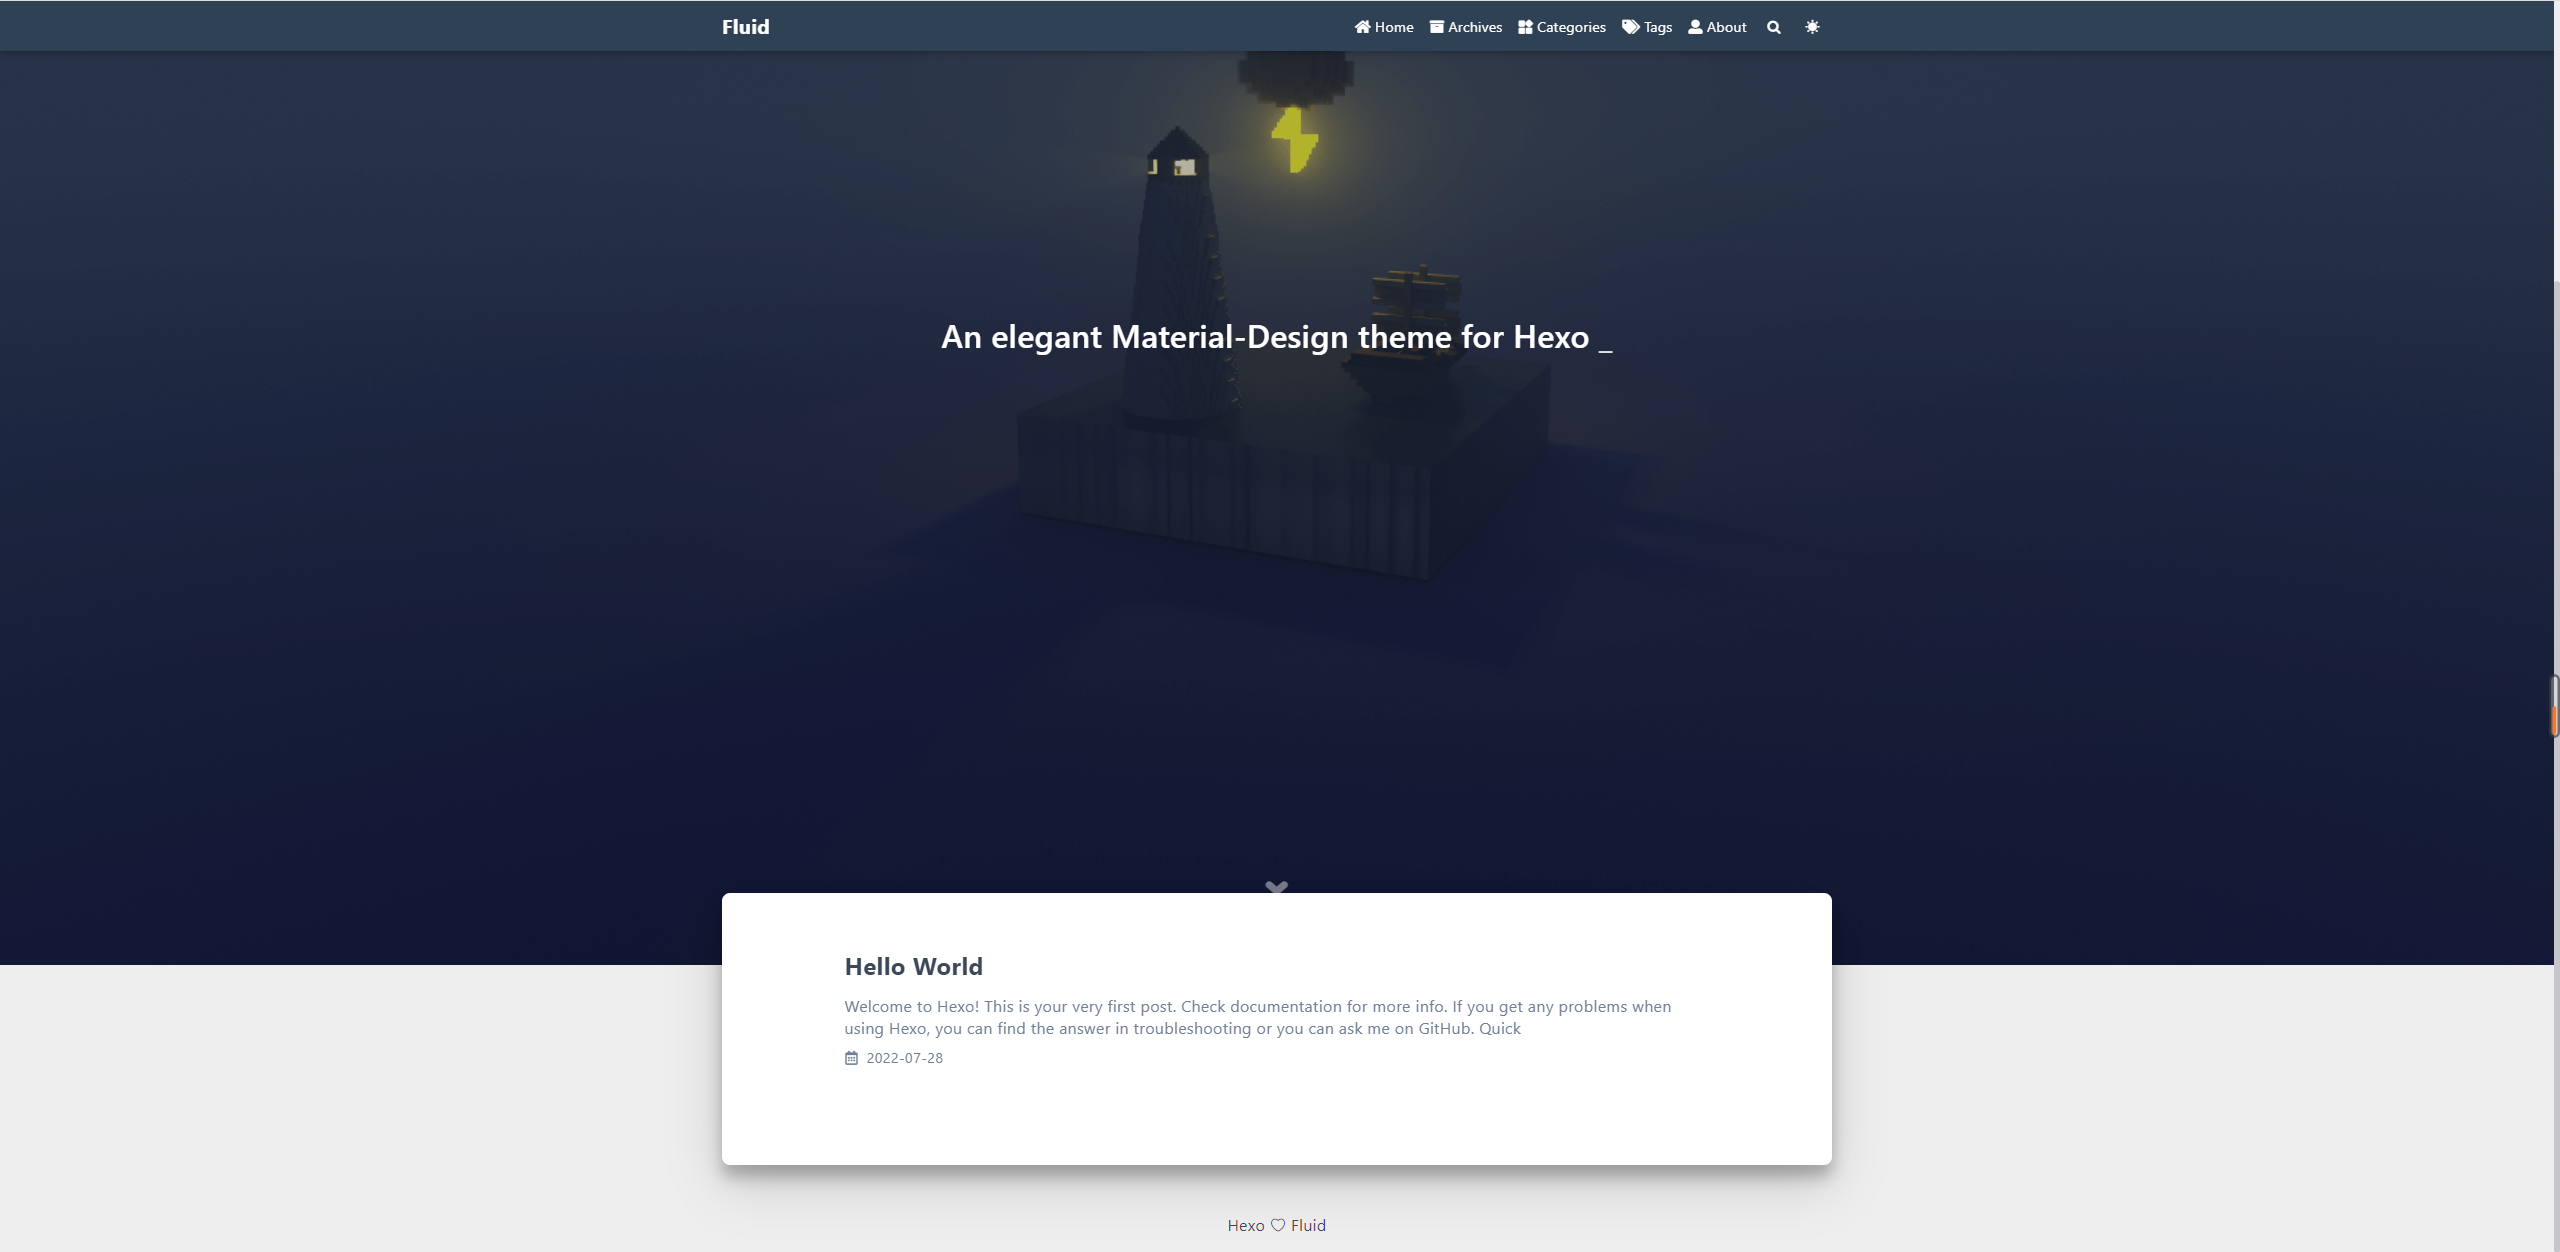 Fluid
Home Archives Categories Tags About
An elegant Material-Design theme for Hexo _
Hello World
Welcome to Hexo! This is your very first post. Check documentation for more info. If you get any problems when
using Hexo, you can find the answer in troubleshooting or you can ask me on GitHub. Quick
2022-07-28
Hexo ♡ Fluid